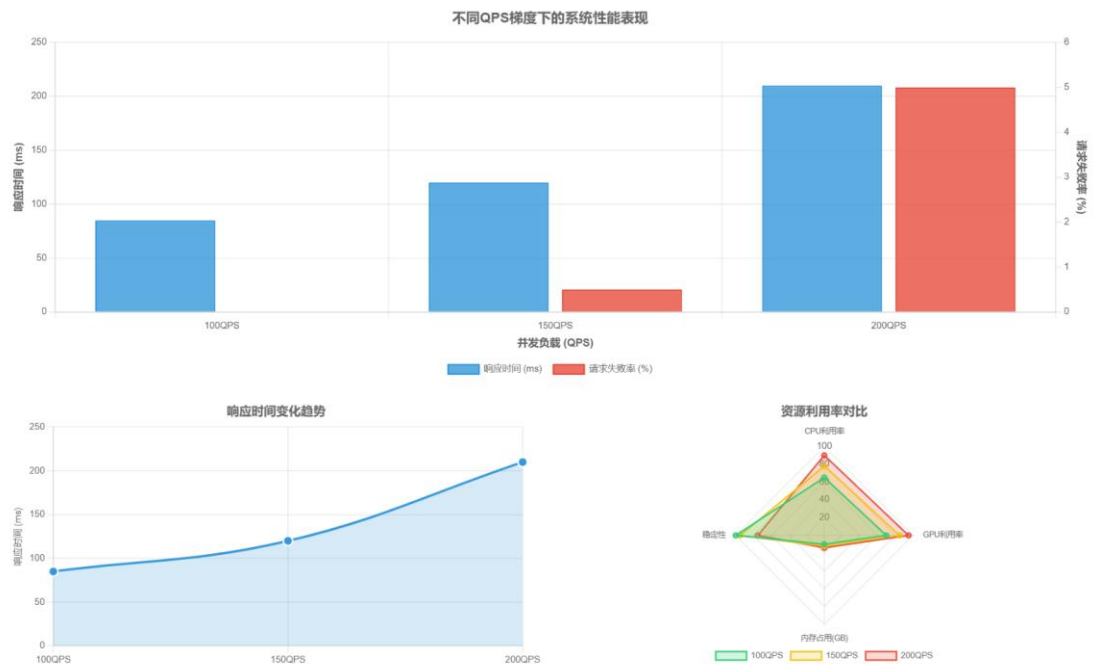 不同QPS梯度下的系统性能表现
250
200
150
100
50
0
响应时间 (ms)
6
5
4
3
2
1
0
请求失败率 (%)
100QPS
150QPS
200QPS
并发负载 (QPS)
响应时间 (ms)
请求失败率 (%)
响应时间变化趋势
250
200
150
100
50
0
响应时间 (ms)
100QPS
150QPS
200QPS
资源利用率对比
CPU利用率
100
80
60
40
20
稳定性
GPU利用率
内存占用(GB)
100QPS
150QPS
200QPS